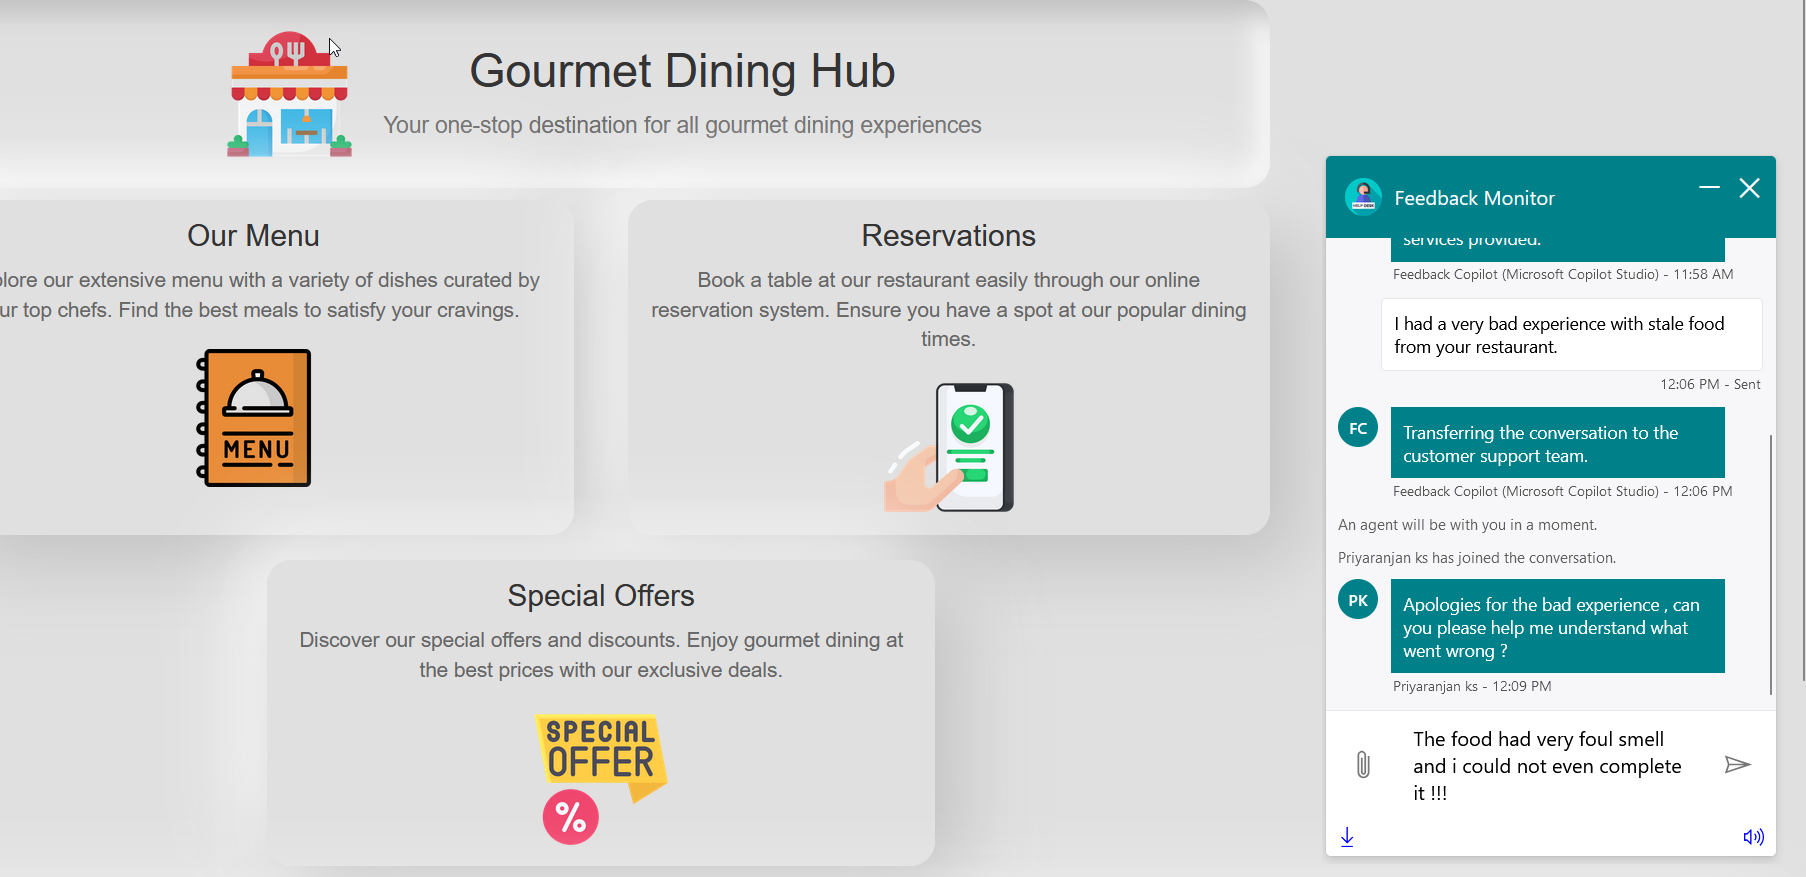 Gourmet Dining Hub
Your one-stop destination for all gourmet dining experiences
Our Menu
lore our extensive menu with a variety of dishes curated by
ur top chefs. Find the best meals to satisfy your cravings.
MENU
Reservations
Book a table at our restaurant easily through our online
reservation system. Ensure you have a spot at our popular dining
times.
Special Offers
Discover our special offers and discounts. Enjoy gourmet dining at
the best prices with our exclusive deals.
SPECIAL
OFFER
%
HELP DESK
Feedback Monitor
services provided.
Feedback Copilot (Microsoft Copilot Studio) - 11:58 AM
I had a very bad experience with stale food
from your restaurant.
12:06 PM - Sent
FC
Transferring the conversation to the
customer support team.
Feedback Copilot (Microsoft Copilot Studio) - 12:06 PM
An agent will be with you in a moment.
Priyaranjan ks has joined the conversation.
PK
Apologies for the bad experience , can
you please help me understand what
went wrong ?
Priyaranjan ks - 12:09 PM
The food had very foul smell
and i could not even complete
it !!!